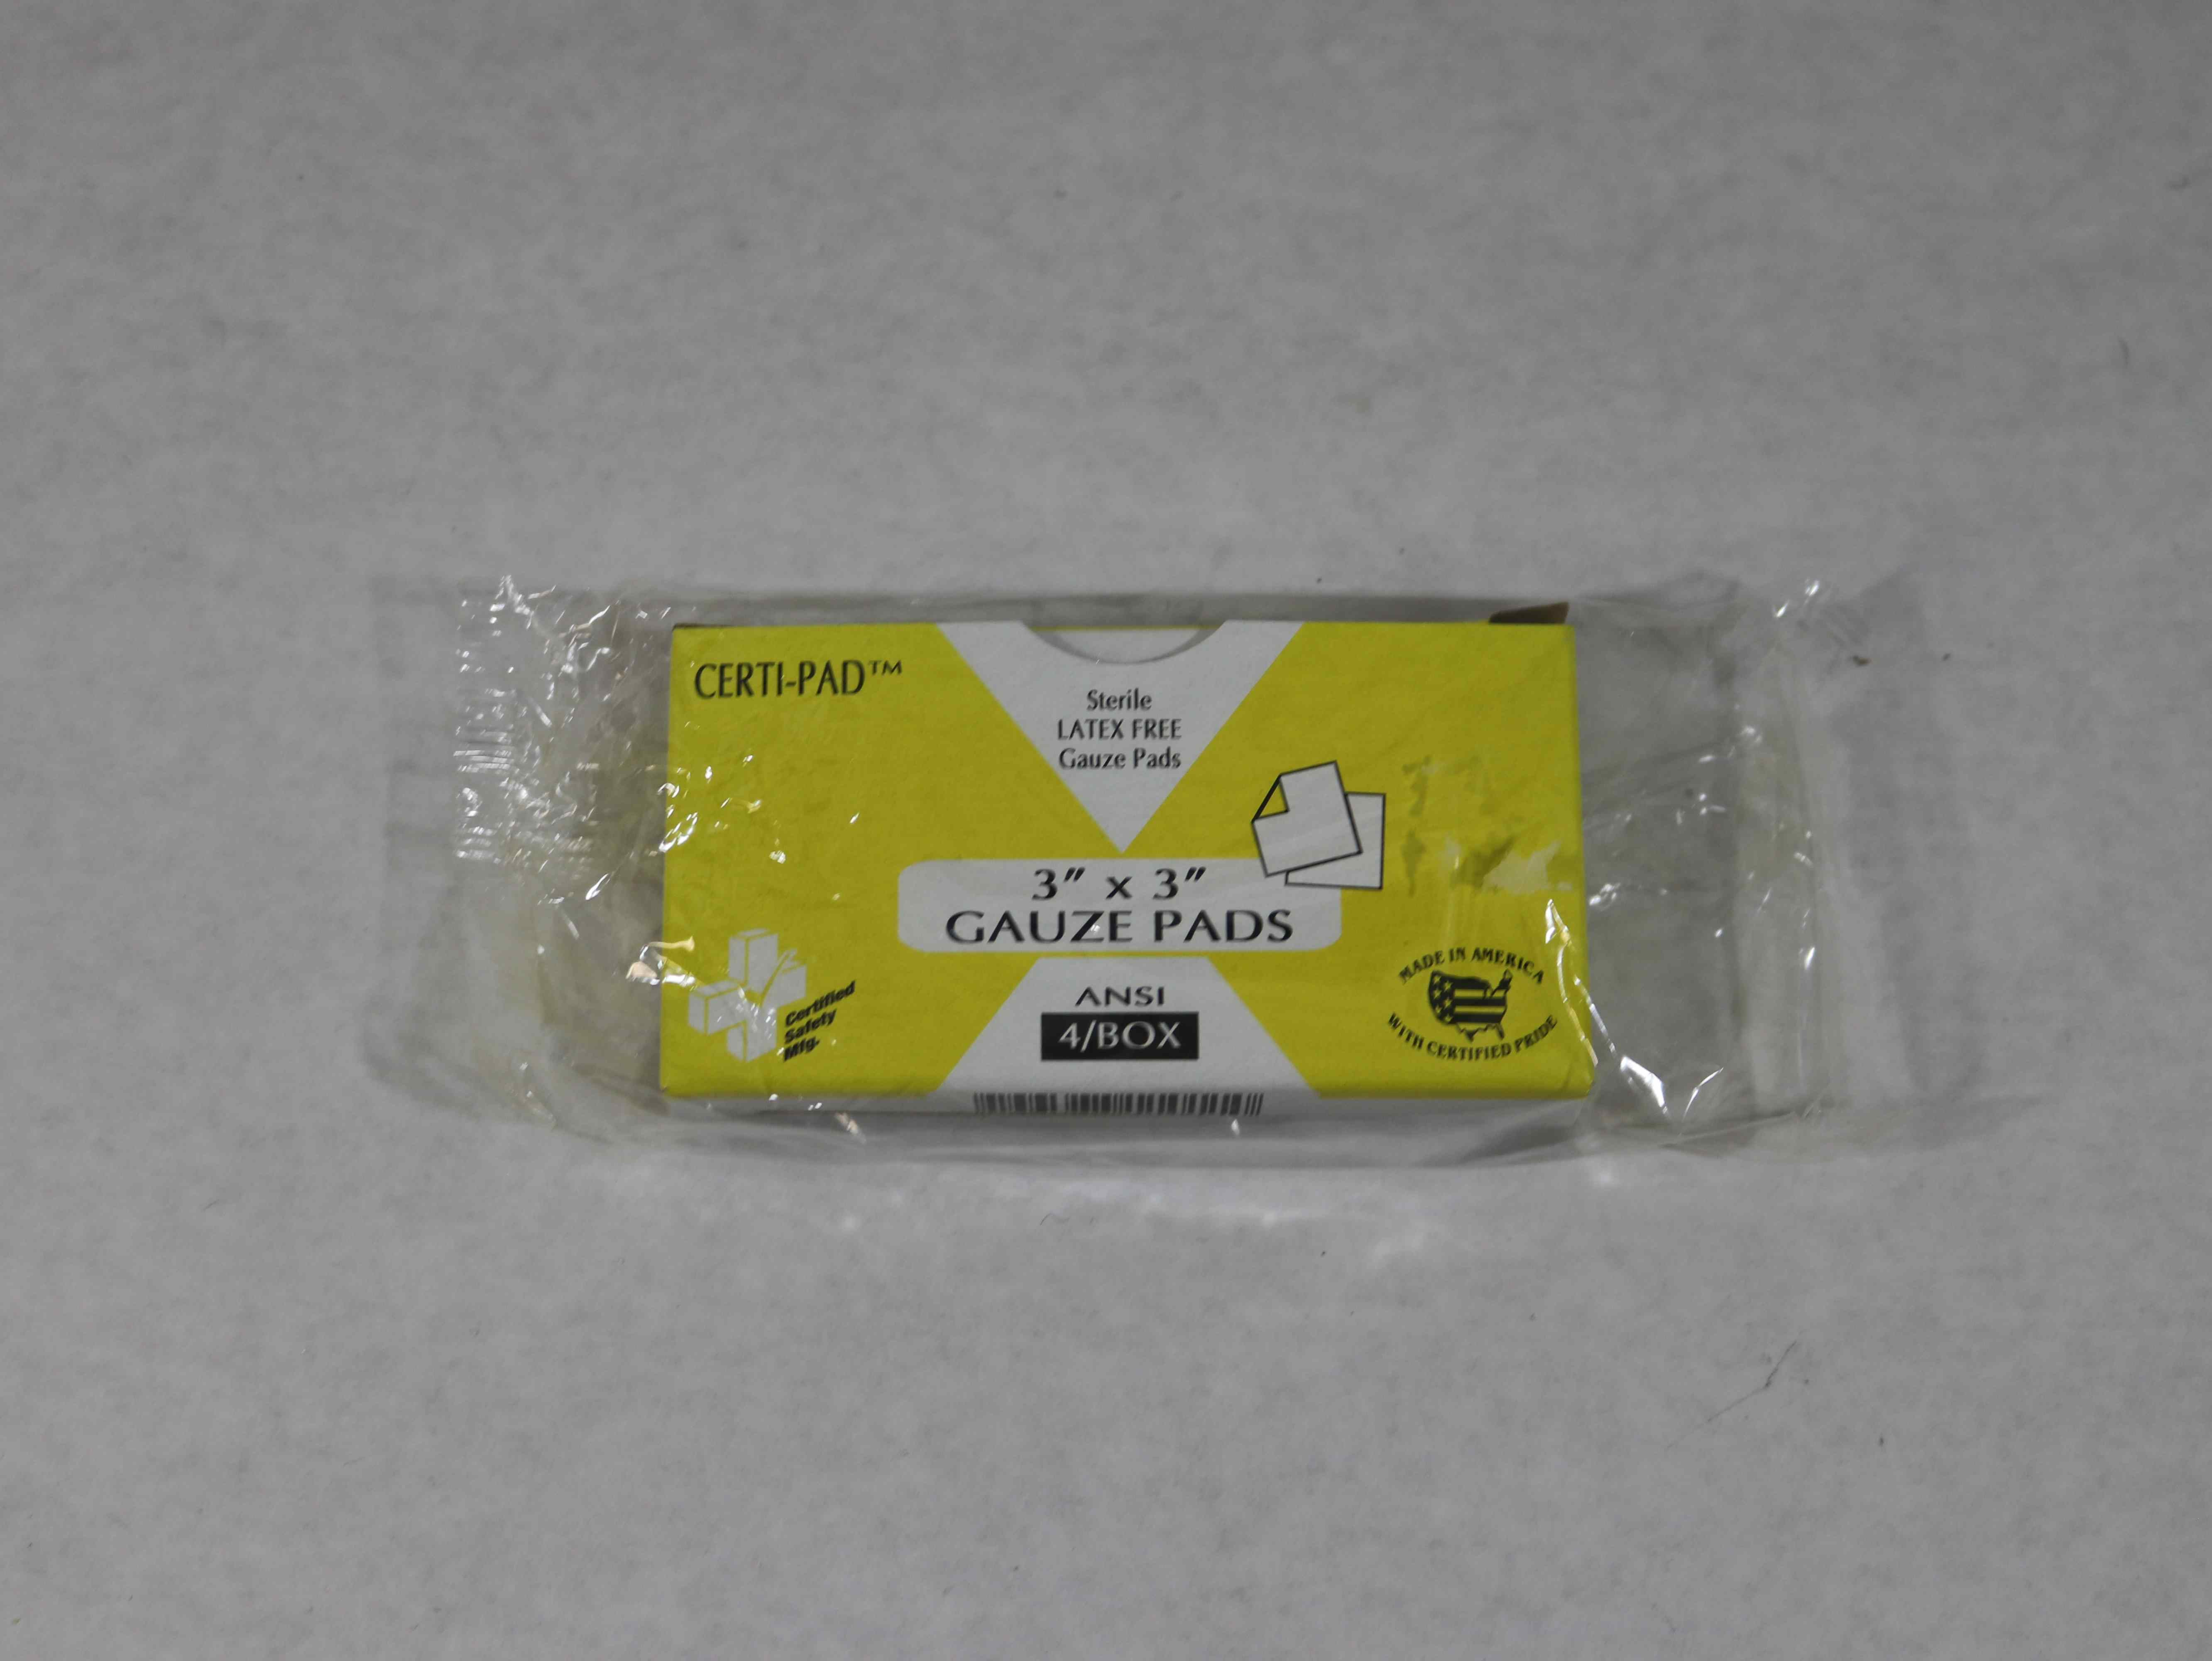 CERTI-PAD™
Sterile
LATEX FREE
Gauze Pads
3" x 3"
GAUZE PADS
ANSI
4/BOX
Certified
Safety
Mfg.
MADE IN AMERICA
WITH CERTIFIED PRIDE